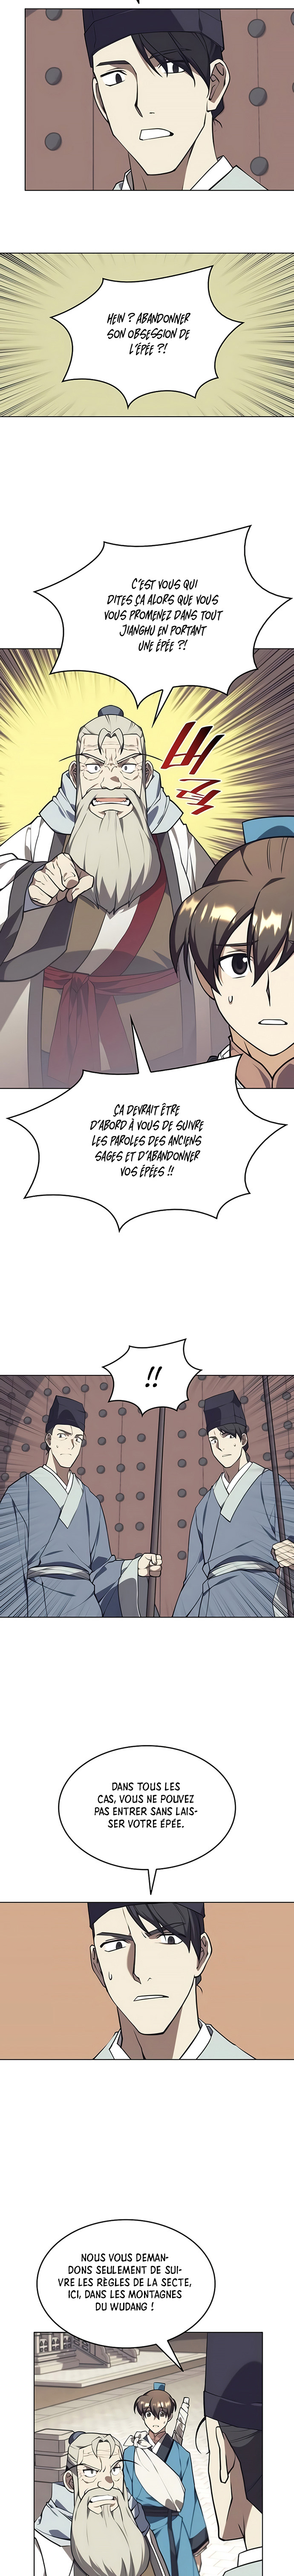 HEIN ? ABANDONNER
SON OBSESSION DE
L'ÉPÉE ?!
C'EST VOUS QUI
DITES ÇA ALORS QUE VOUS
VOUS PROMENEZ DANS TOUT
JIANGHU EN PORTANT
UNE ÉPÉE ?!
버
럭
ÇA DEVRAIT ÊTRE
D'ABORD À VOUS DE SUIVRE
LES PAROLES DES ANCIENS
SAGES ET D'ABANDONNER
VOS ÉPÉES !!
!!
DANS TOUS LES
CAS, VOUS NE POUVEZ
PAS ENTRER SANS LAIS-
SER VOTRE ÉPÉE.
NOUS VOUS DEMAN-
DONS SEULEMENT DE SUI-
VRE LES RÈGLES DE LA SECTE,
ICI, DANS LES MONTAGNES
DU WUDANG !